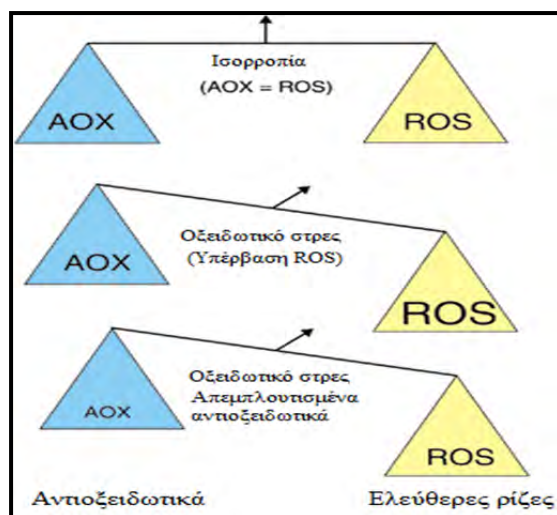 Ισορροπία
(AOX = ROS)
AOX
ROS
Οξειδωτικό στρες
(Υπέρβαση ROS)
AOX
ROS
Οξειδωτικό στρες
Απεμπλουτισμένα
αντιοξειδωτικά
AOX
ROS
Αντιοξειδωτικά
Ελεύθερες ρίζες